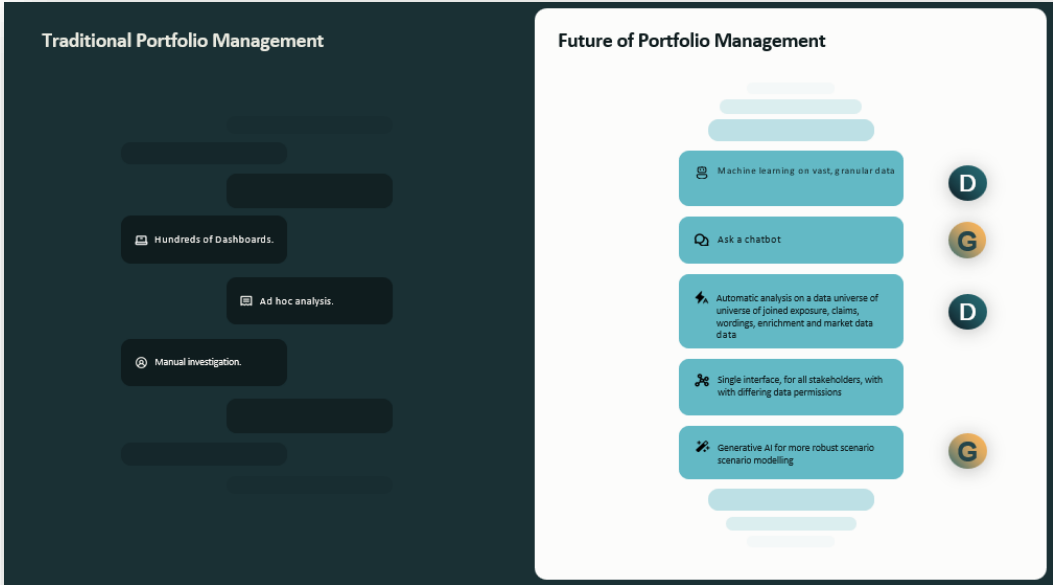 Traditional Portfolio Management
Hundreds of Dashboards.
Ad hoc analysis.
Manual investigation.
Future of Portfolio Management
Machine learning on vast, granular data
D
Ask a chatbot
G
Automatic analysis on a data universe of
universe of joined exposure, claims,
wordings, enrichment and market data
data
D
Single interface, for all stakeholders, with
with differing data permissions
Generative AI for more robust scenario
scenario modelling
G